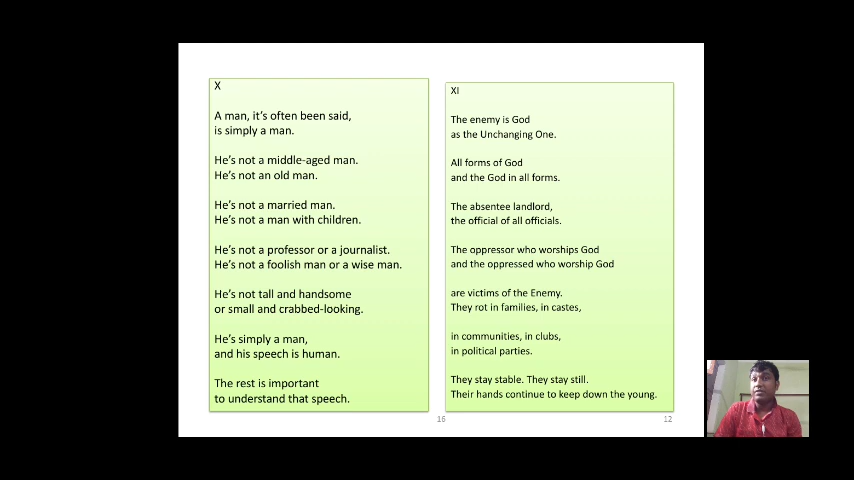 X
A man, it's often been said,
is simply a man.
He's not a middle-aged man.
He's not an old man.
He's not a married man.
He's not a man with children.
He's not a professor or a journalist.
He's not a foolish man or a wise man.
He's not tall and handsome
or small and crabbed-looking.
He's simply a man,
and his speech is human.
The rest is important
to understand that speech.
XI
The enemy is God
as the Unchanging One.
All forms of God
and the God in all forms.
The absentee landlord,
the official of all officials.
The oppressor who worships God
and the oppressed who worship God
are victims of the Enemy.
They rot in families, in castes,
in communities, in clubs,
in political parties.
They stay stable. They stay still.
Their hands continue to keep down the young.
16
12